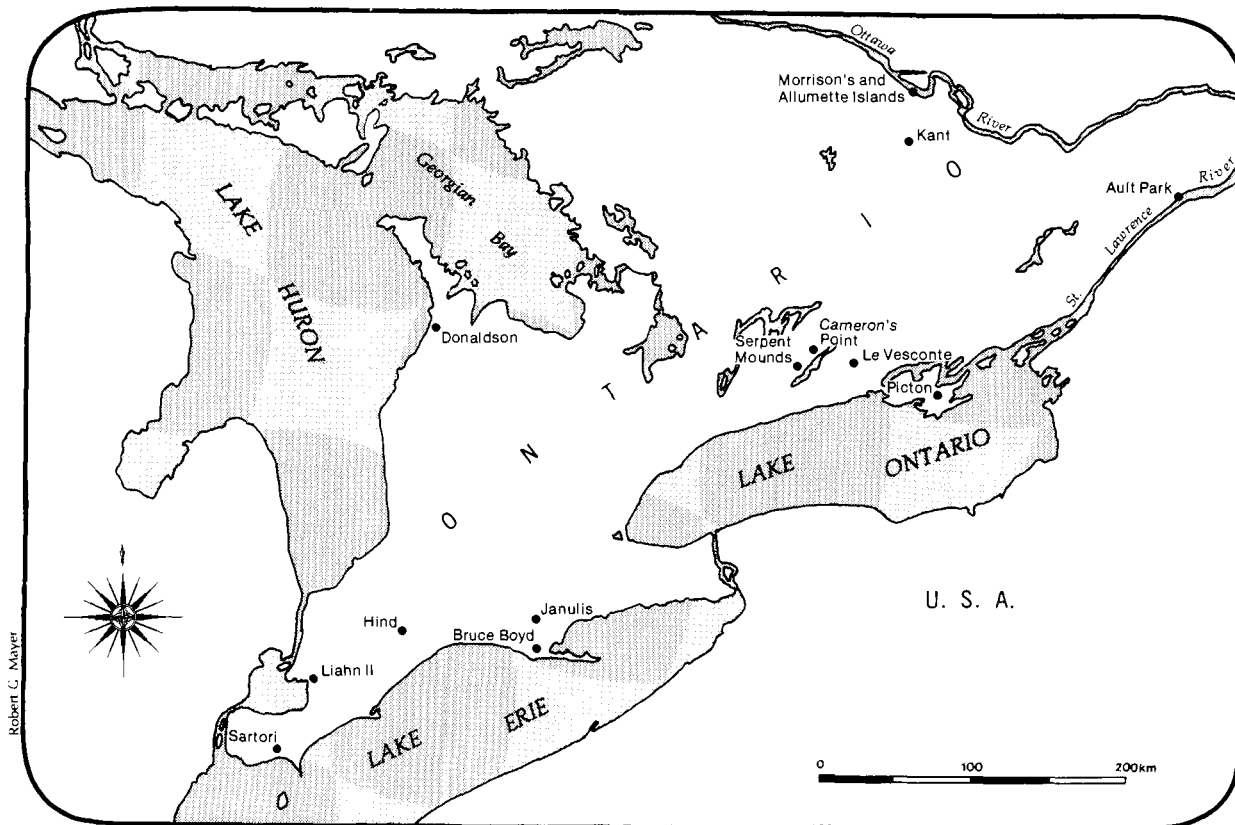 Ottawa
River
Morrison's and
Allumette Islands
Kant
Ault Park
River
Lawrence
St.
LAKE
HURON
Georgian
Bay
Donaldson
ONTARIO
Cameron's
Point
Serpent
Mounds
Le Vesconte
Picton
LAKE
ONTARIO
U. S. A.
Janulis
Hind
Bruce Boyd
Liahn II
Sartori
LAKE
ERIE
0 100 200km
Robert G. Mayer